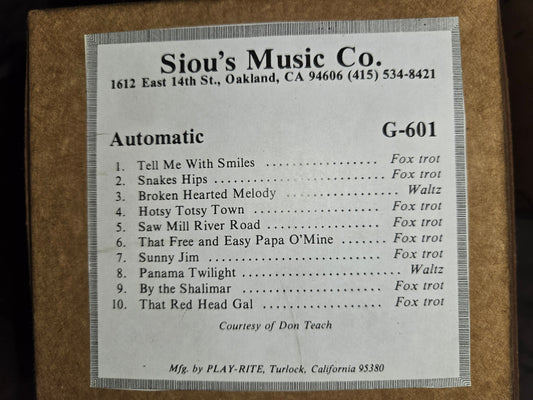 Siou's Music Co.
1612 East 14th St., Oakland, CA 94606 (415) 534-8421
Automatic G-601
1. Tell Me With Smiles .................. Fox trot
2. Snakes Hips .......................... Fox trot
3. Broken Hearted Melody ................ Waltz
4. Hotsy Totsy Town ................... Fox trot
5. Saw Mill River Road ................. Fox trot
6. That Free and Easy Papa O'Mine ....... Fox trot
7. Sunny Jim ........................... Fox trot
8. Panama Twilight ...................... Waltz
9. By the Shalimar ..................... Fox trot
10. That Red Head Gal .................. Fox trot
Courtesy of Don Teach
Mfg. by PLAY-RITE, Turlock, California 95380